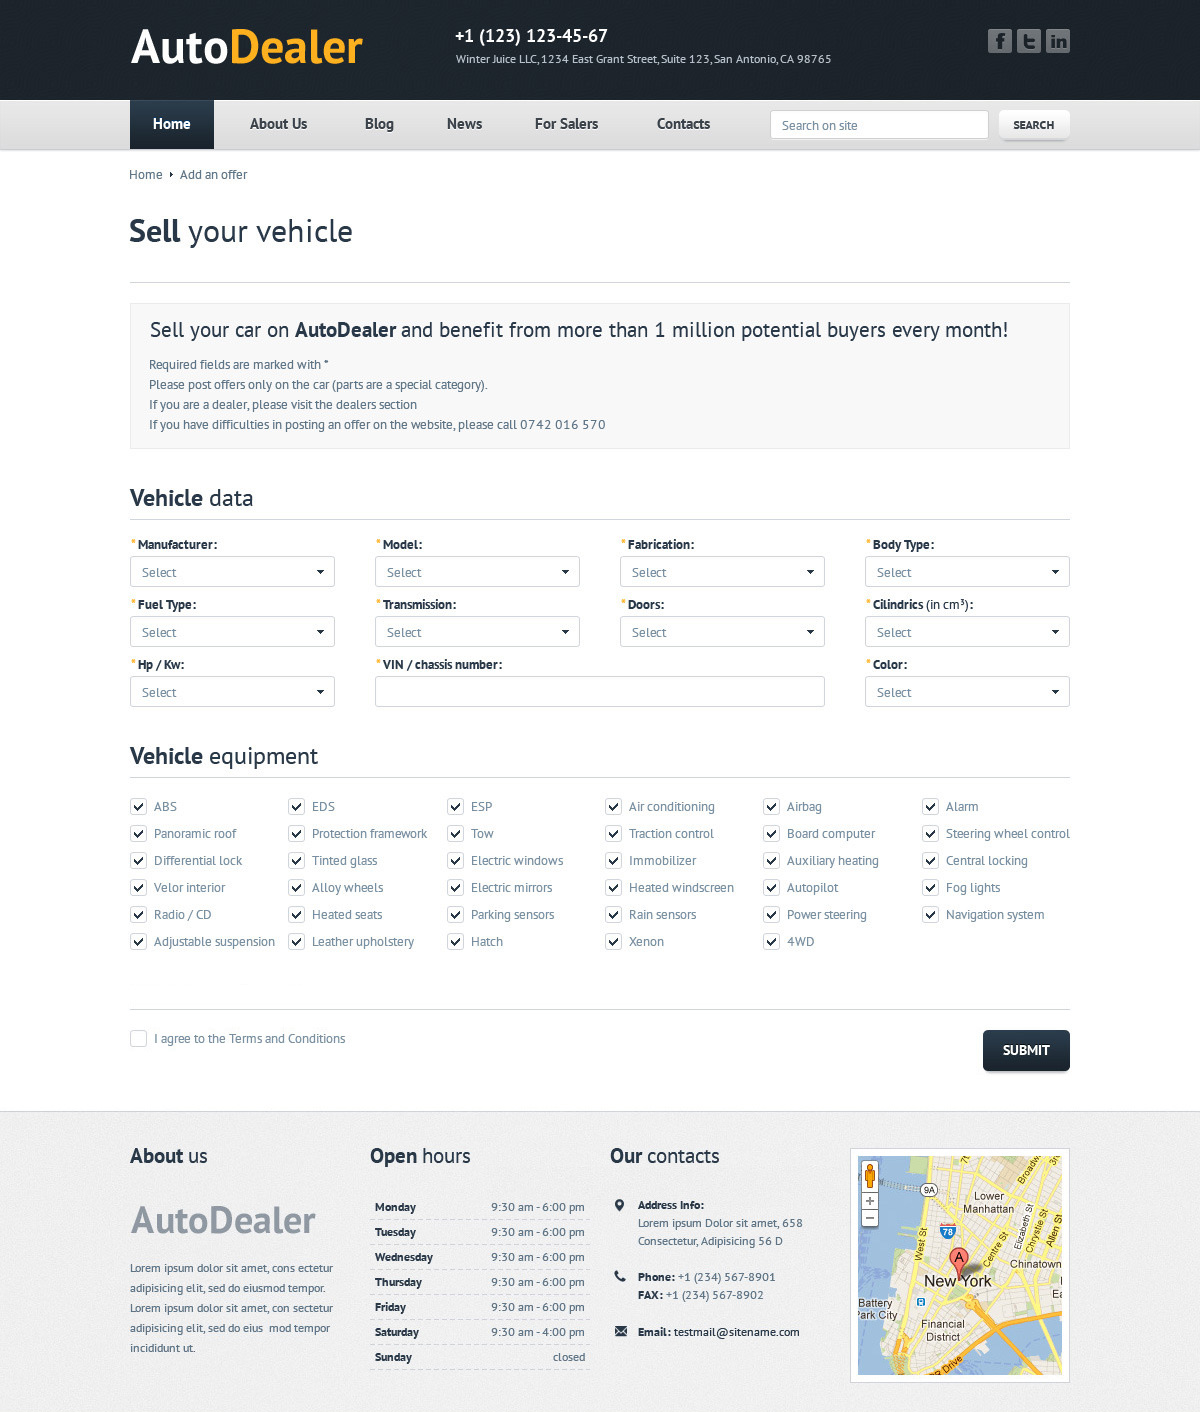 AutoDealer
+1 (123) 123-45-67
Winter Juice LLC, 1234 East Grant Street, Suite 123, San Antonio, CA 98765
f t in
Home About Us Blog News For Salers Contacts Search on site SEARCH
Home Add an offer
Sell your vehicle
Sell your car on AutoDealer and benefit from more than 1 million potential buyers every month!
Required fields are marked with *
Please post offers only on the car (parts are a special category).
If you are a dealer, please visit the dealers section
If you have difficulties in posting an offer on the website, please call 0742 016 570
Vehicle data
* Manufacturer: * Model: * Fabrication: * Body Type:
Select Select Select Select
* Fuel Type: * Transmission: * Doors: * Cilindrics (in cm³):
Select Select Select Select
* Hp / Kw: * VIN / chassis number: * Color:
Select Select
Vehicle equipment
ABS EDS ESP Air conditioning Airbag Alarm
Panoramic roof Protection framework Tow Traction control Board computer Steering wheel control
Differential lock Tinted glass Electric windows Immobilizer Auxiliary heating Central locking
Velor interior Alloy wheels Electric mirrors Heated windscreen Autopilot Fog lights
Radio / CD Heated seats Parking sensors Rain sensors Power steering Navigation system
Adjustable suspension Leather upholstery Hatch Xenon 4WD
I agree to the Terms and Conditions SUBMIT
About us
AutoDealer
Lorem ipsum dolor sit amet, cons ectetur
adipisicing elit, sed do eiusmod tempor.
Lorem ipsum dolor sit amet, con sectetur
adipisicing elit, sed do eius mod tempor
incididunt ut.
Open hours
Monday 9:30 am - 6:00 pm
Tuesday 9:30 am - 6:00 pm
Wednesday 9:30 am - 6:00 pm
Thursday 9:30 am - 6:00 pm
Friday 9:30 am - 6:00 pm
Saturday 9:30 am - 4:00 pm
Sunday closed
Our contacts
Address Info:
Lorem ipsum Dolor sit amet, 658
Consectetur, Adipisicing 56 D
Phone: +1 (234) 567-8901
FAX: +1 (234) 567-8902
Email: testmail@sitename.com
7t
Broadw
3r
9A
Lower
Manhattan
West St
78
Centre St
Elizabeth St
Chrystie St
Allen S
A
Chinatown
New York
Ea
Battery
Park City
Financial
District
R Drive